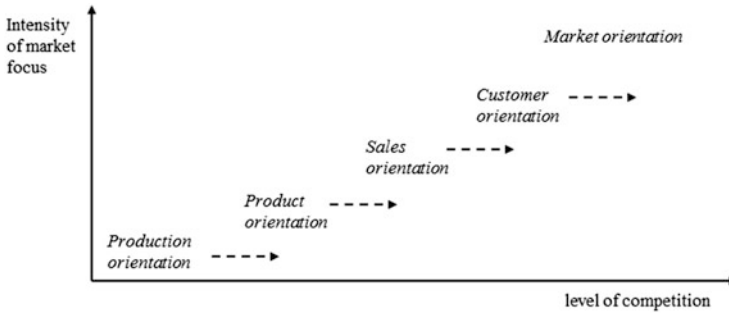 Intensity
of market
focus
Market orientation
Customer
orientation
Sales
orientation
Product
orientation
Production
orientation
level of competition